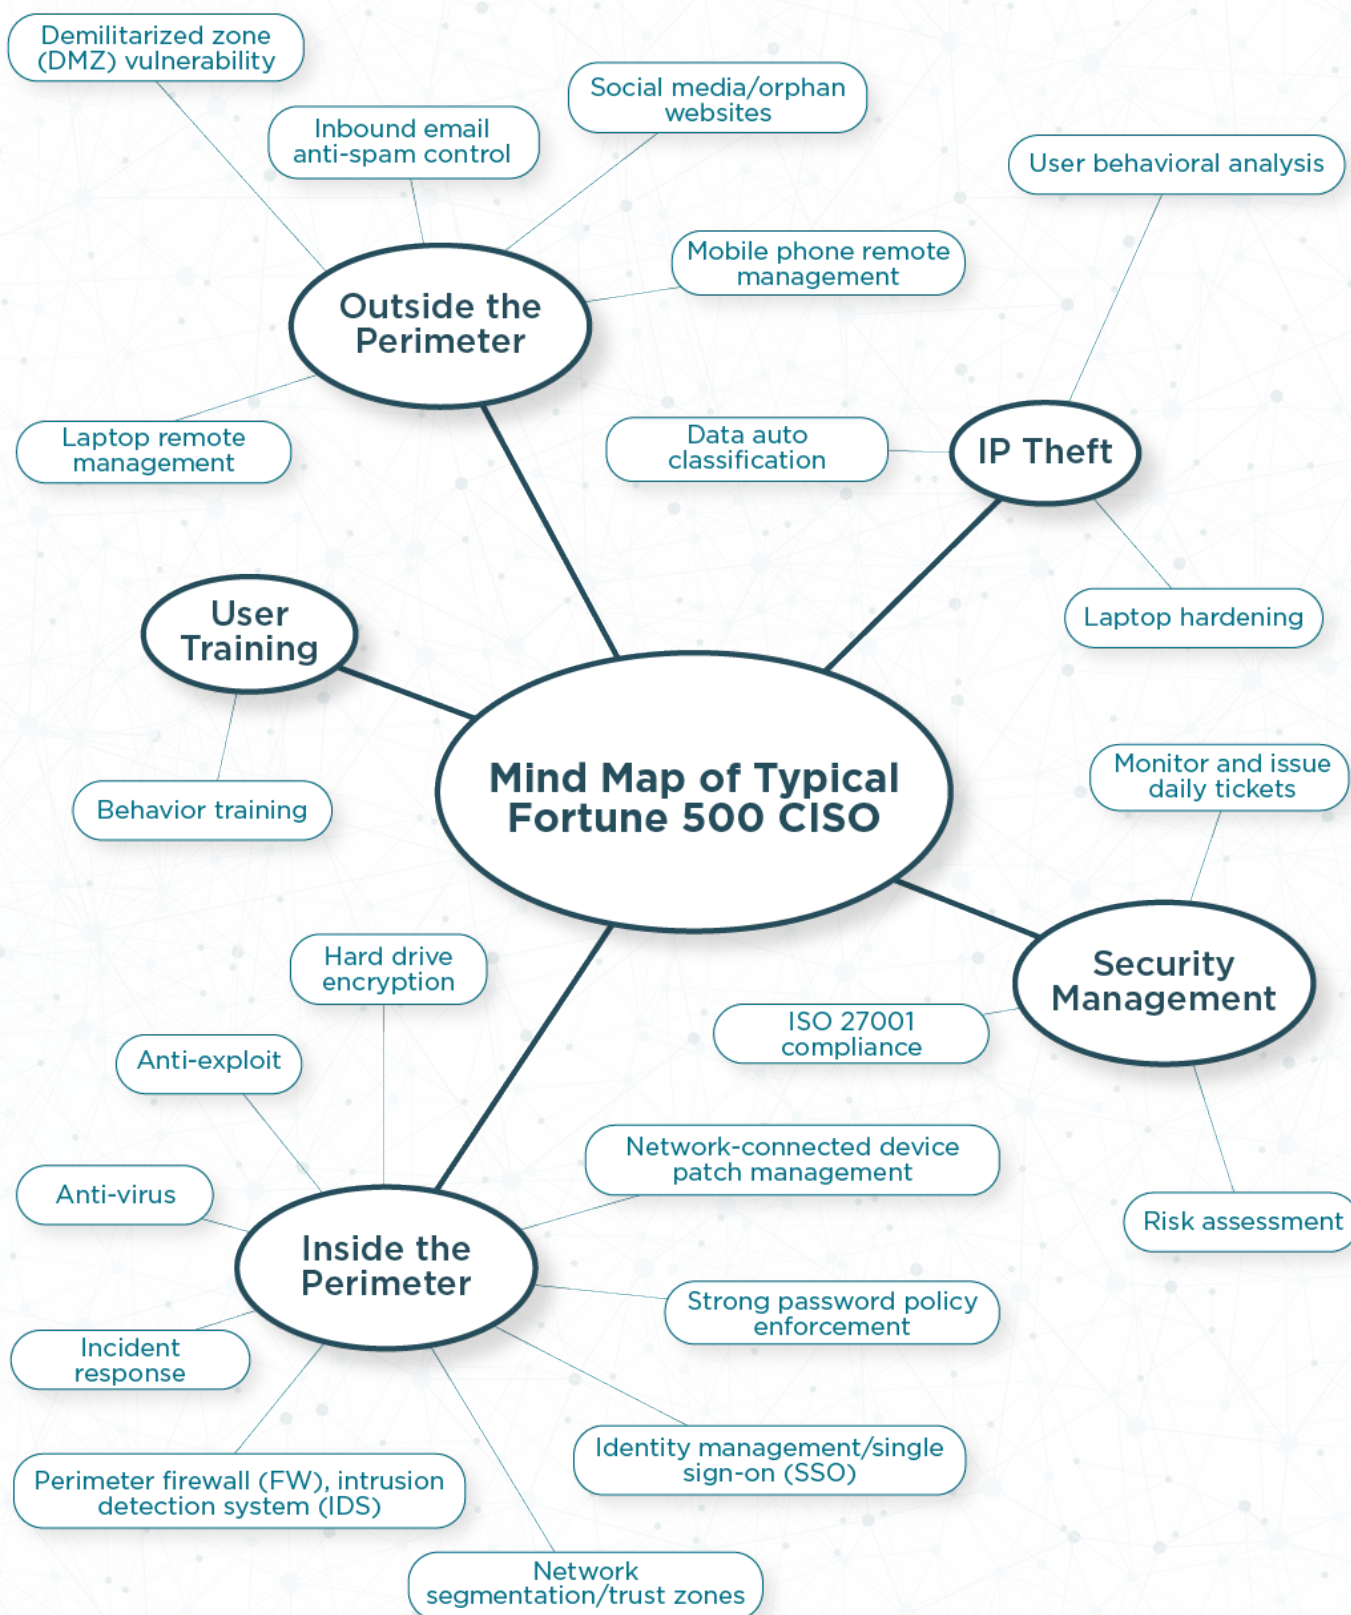 Demilitarized zone
(DMZ) vulnerability
Inbound email
anti-spam control
Social media/orphan
websites
User behavioral analysis
Mobile phone remote
management
Outside the
Perimeter
Laptop remote
management
Data auto
classification
IP Theft
Laptop hardening
User
Training
Behavior training
Mind Map of Typical
Fortune 500 CISO
Monitor and issue
daily tickets
Security
Management
ISO 27001
compliance
Risk assessment
Hard drive
encryption
Anti-exploit
Anti-virus
Network-connected device
patch management
Inside the
Perimeter
Strong password policy
enforcement
Incident
response
Identity management/single
sign-on (SSO)
Perimeter firewall (FW), intrusion
detection system (IDS)
Network
segmentation/trust zones